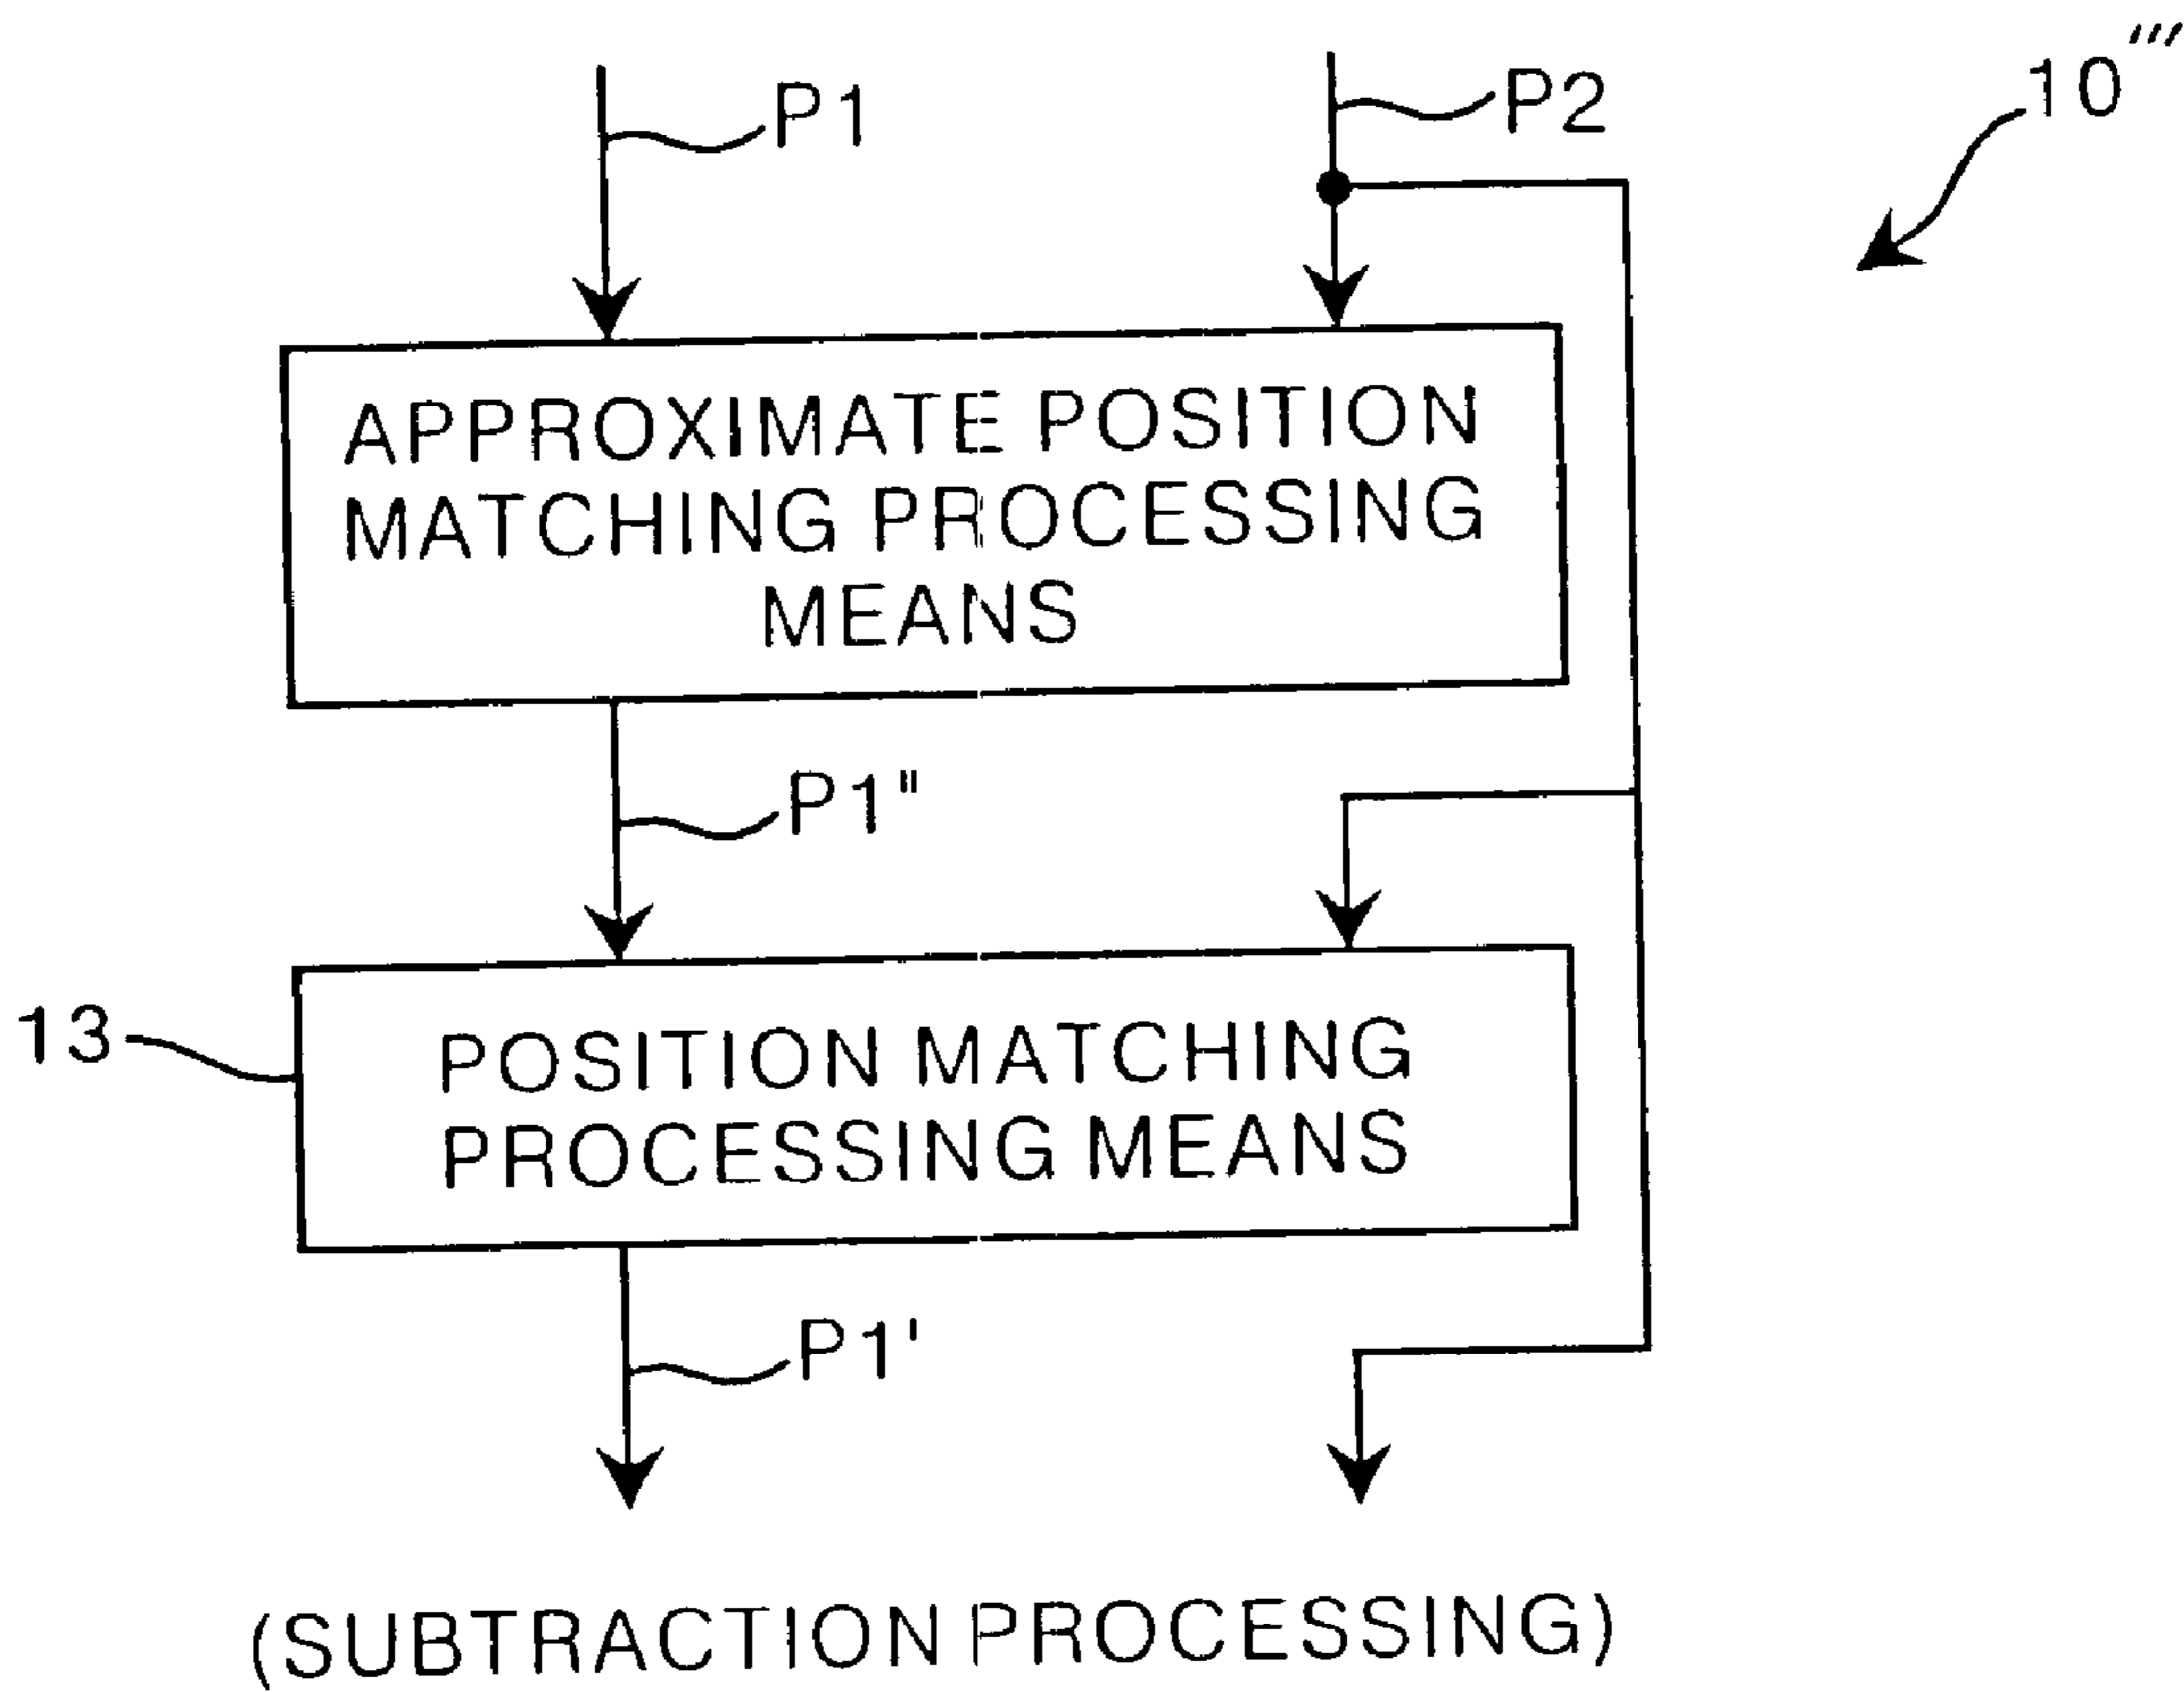 10'''
P1
P2
APPROXIMATE POSITION
MATCHING PROCESSING
MEANS
P1"
13
POSITION MATCHING
PROCESSING MEANS
P1'
(SUBTRACTION PROCESSING)